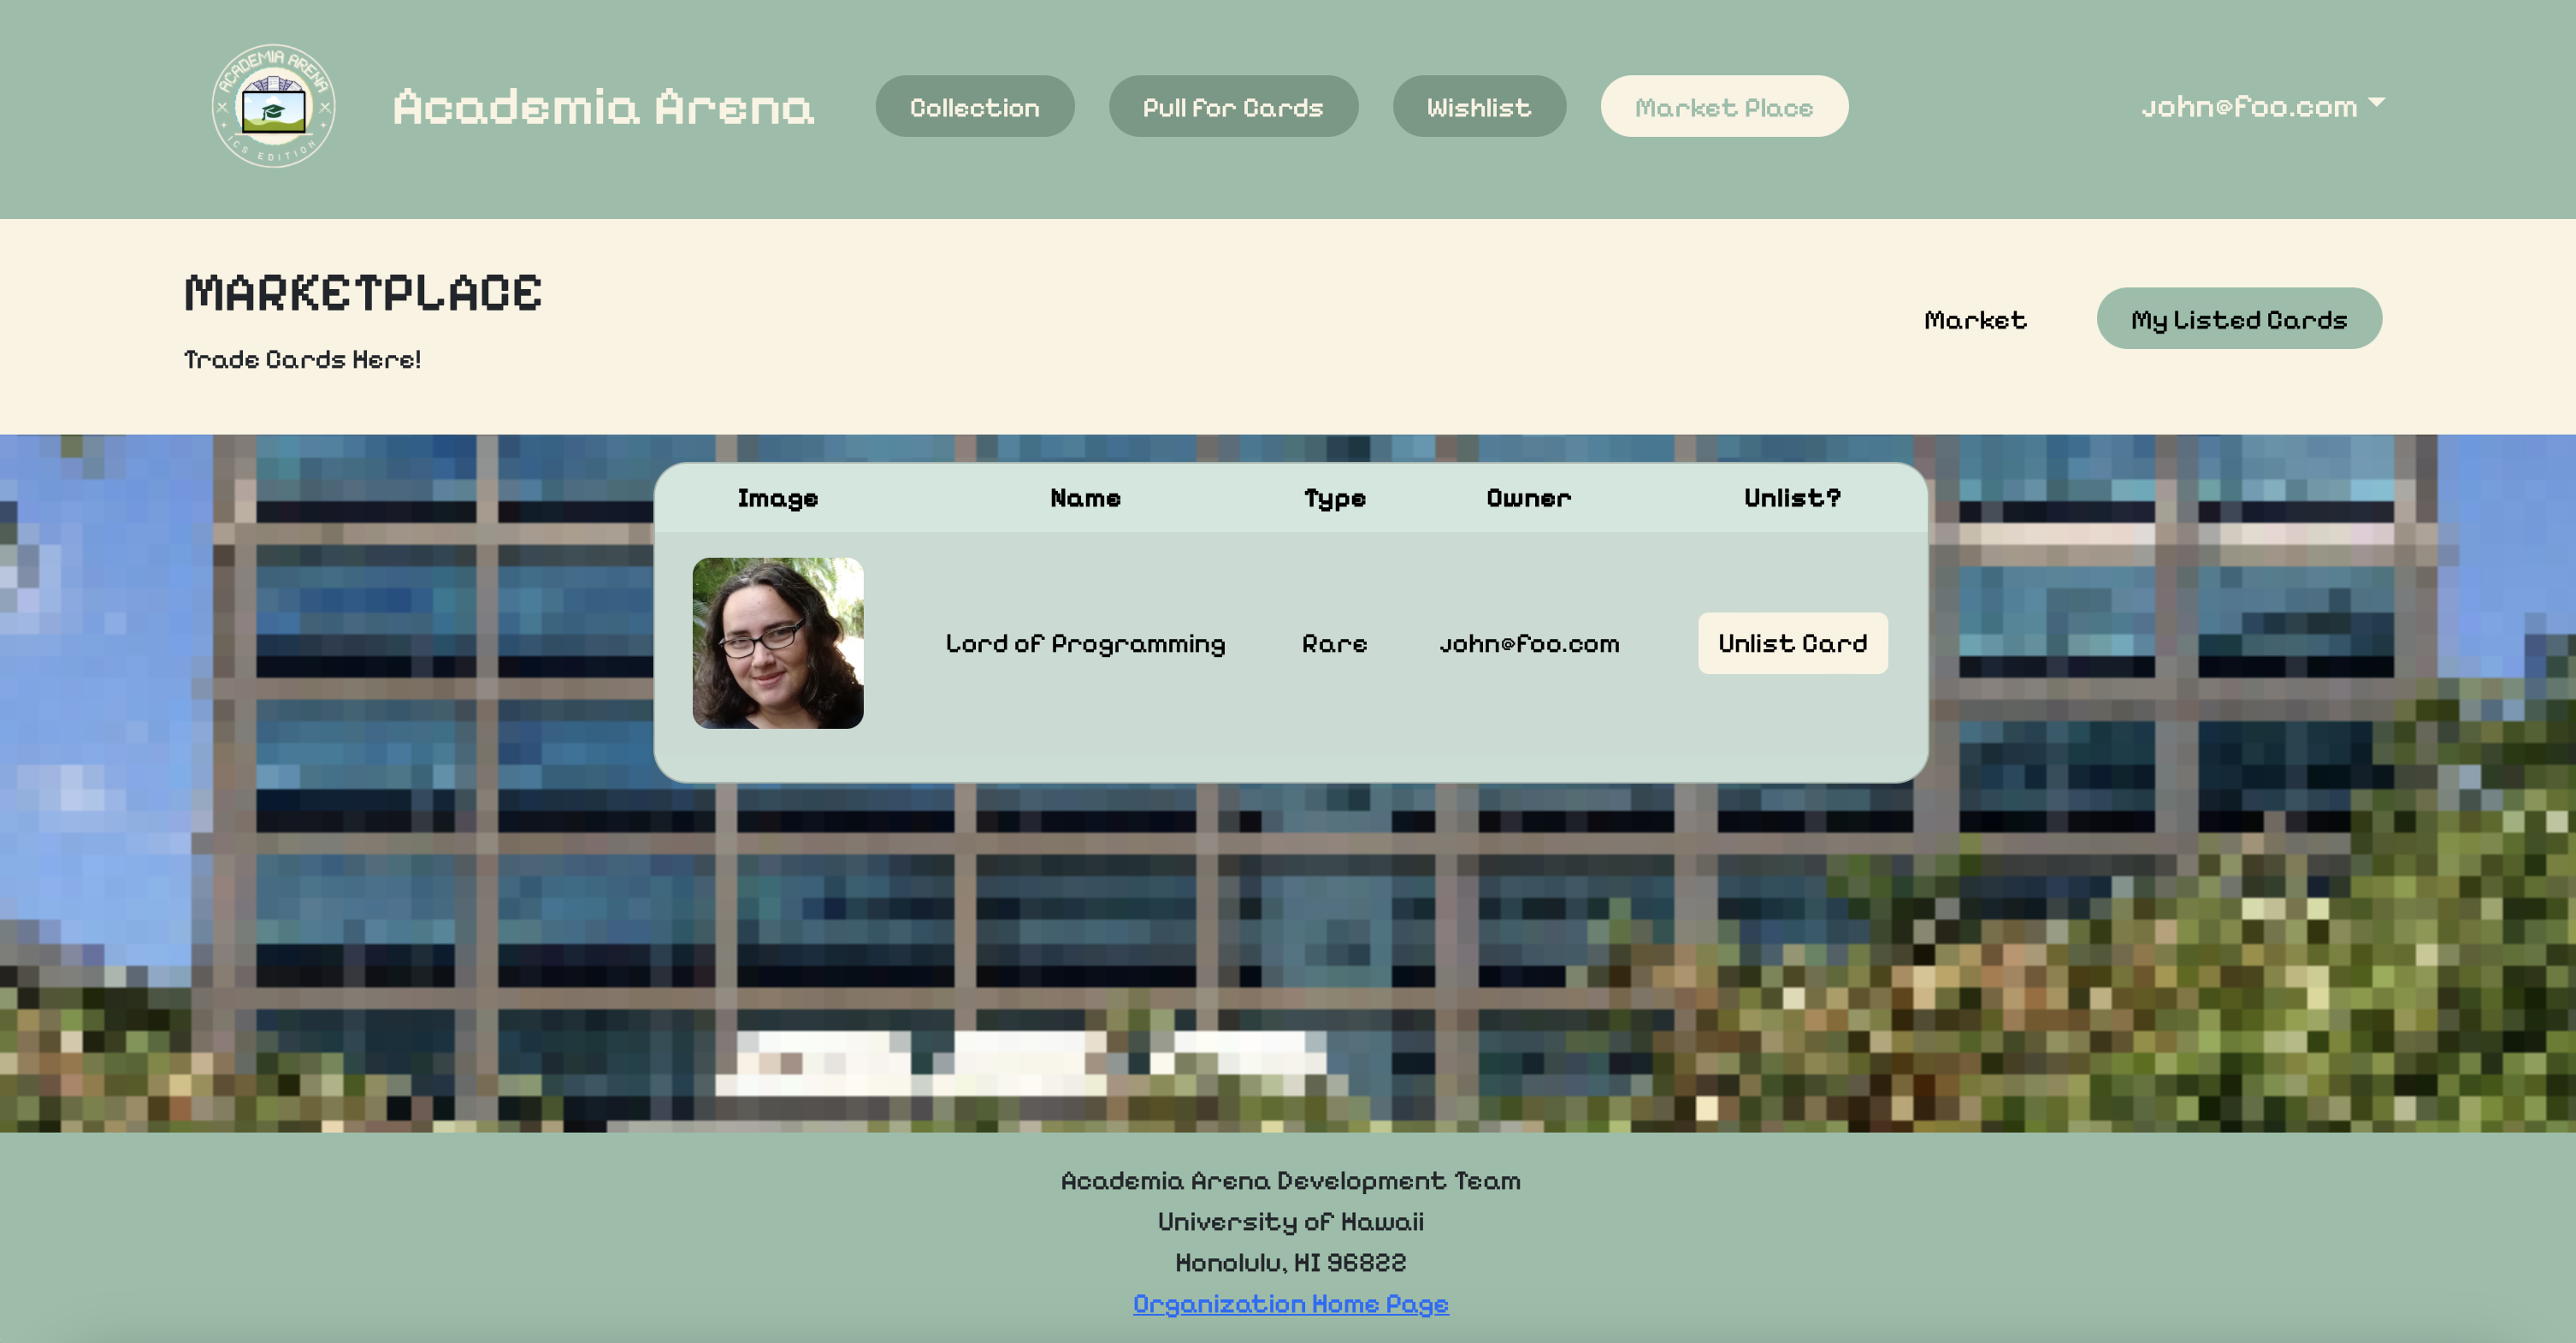 ACADEMIA ARENA
ICS EDITION
Academia Arena
Collection
Pull for Cards
Wishlist
Market Place
john@foo.com
MARKETPLACE
Trade Cards Here!
Market
My Listed Cards
Image Name Type Owner Unlist?
Lord of Programming Rare john@foo.com Unlist Card
Academia Arena Development Team
University of Hawaii
Honolulu, HI 96822
Organization Home Page